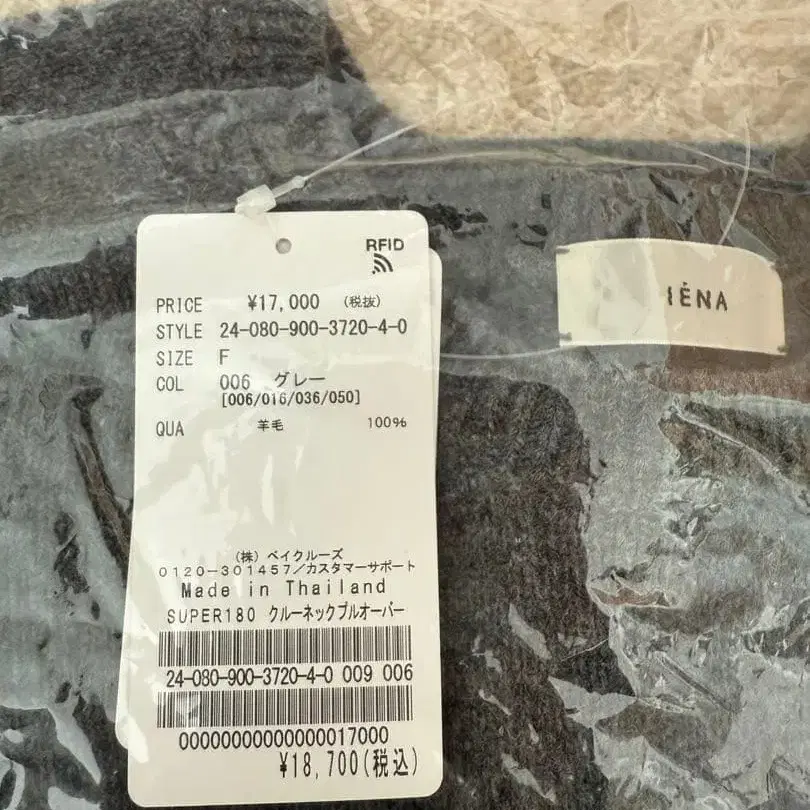 RFID
PRICE ¥17,000 (税抜)
STYLE 24-080-900-3720-4-0
SIZE F
COL 006 グレー
[006/016/036/050]
QUA 羊毛 100%
(株) ベイクルーズ
0120-301457/カスタマーサポート
Made in Thailand
SUPER180 クルーネックプルオーバー
24-080-900-3720-4-0 009 006
00000000000000017000
¥18,700(税込)
IÉNA